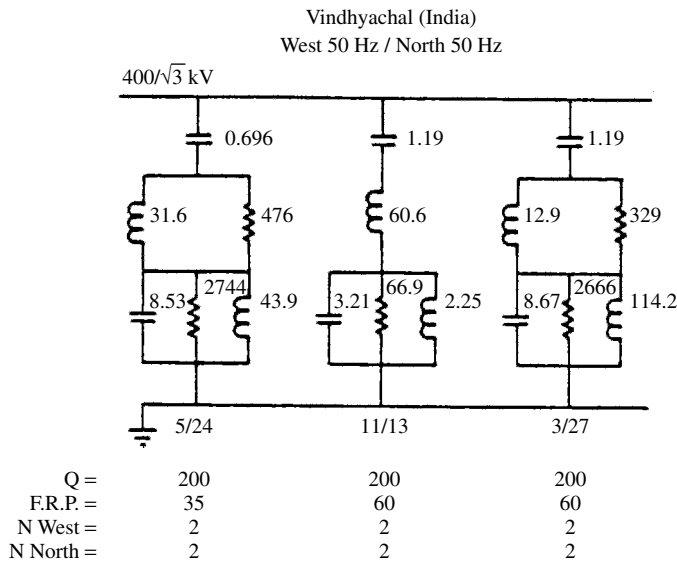 Vindhyachal (India)
West 50 Hz / North 50 Hz
400/√3 kV
0.696 1.19 1.19
31.6 476 60.6 12.9 329
8.53 2744 43.9 3.21 66.9 2.25 8.67 2666 114.2
5/24 11/13 3/27
Q = 200 200 200
F.R.P. = 35 60 60
N West = 2 2 2
N North = 2 2 2